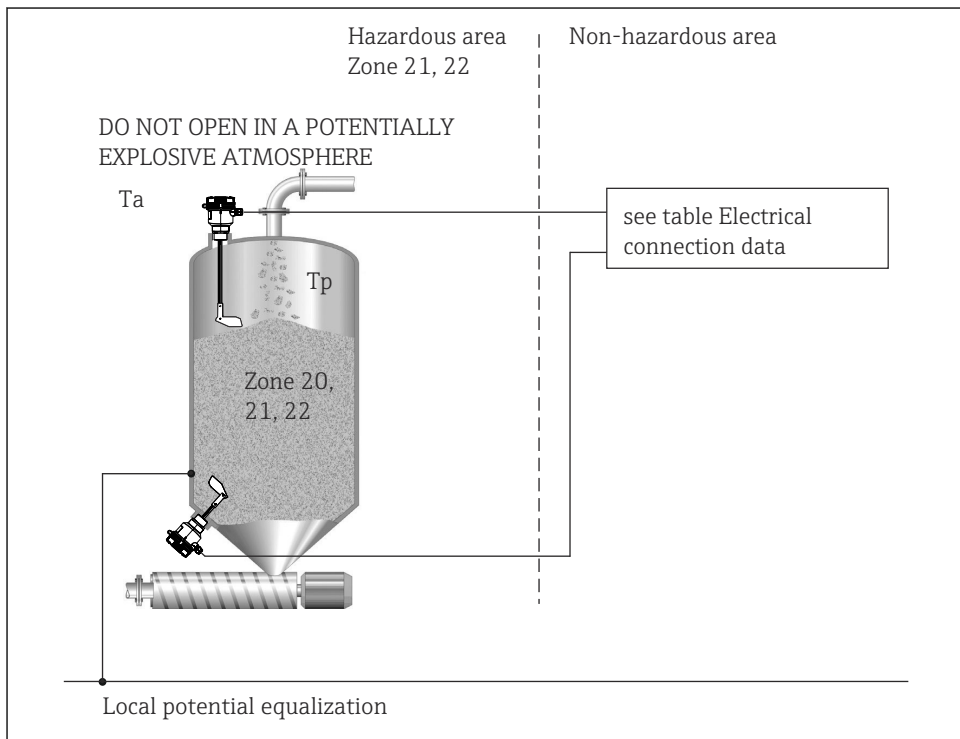 Hazardous area
Zone 21, 22
Non-hazardous area
DO NOT OPEN IN A POTENTIALLY
EXPLOSIVE ATMOSPHERE
Ta
see table Electrical
connection data
Tp
Zone 20,
21, 22
Local potential equalization